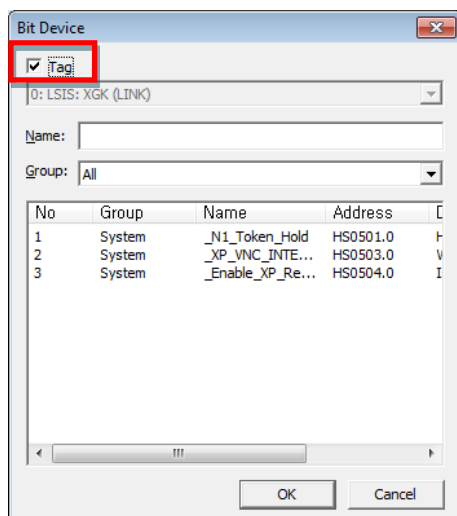 Bit Device
Tag
0: LSIS: XGK (LINK)
Name:
Group: All
No Group Name Address
1 System _N1_Token_Hold HS0501.0
2 System _XP_VNC_INTE... HS0503.0
3 System _Enable_XP_Re... HS0504.0
OK Cancel